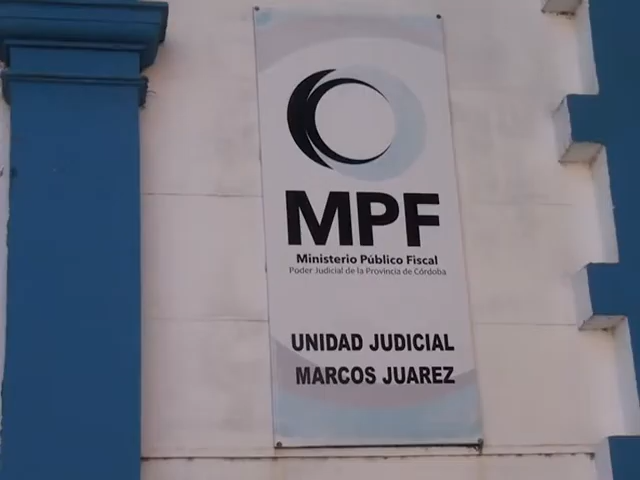 MPF
Ministerio Público Fiscal
Poder Judicial de la Provincia de Córdoba
UNIDAD JUDICIAL
MARCOS JUAREZ